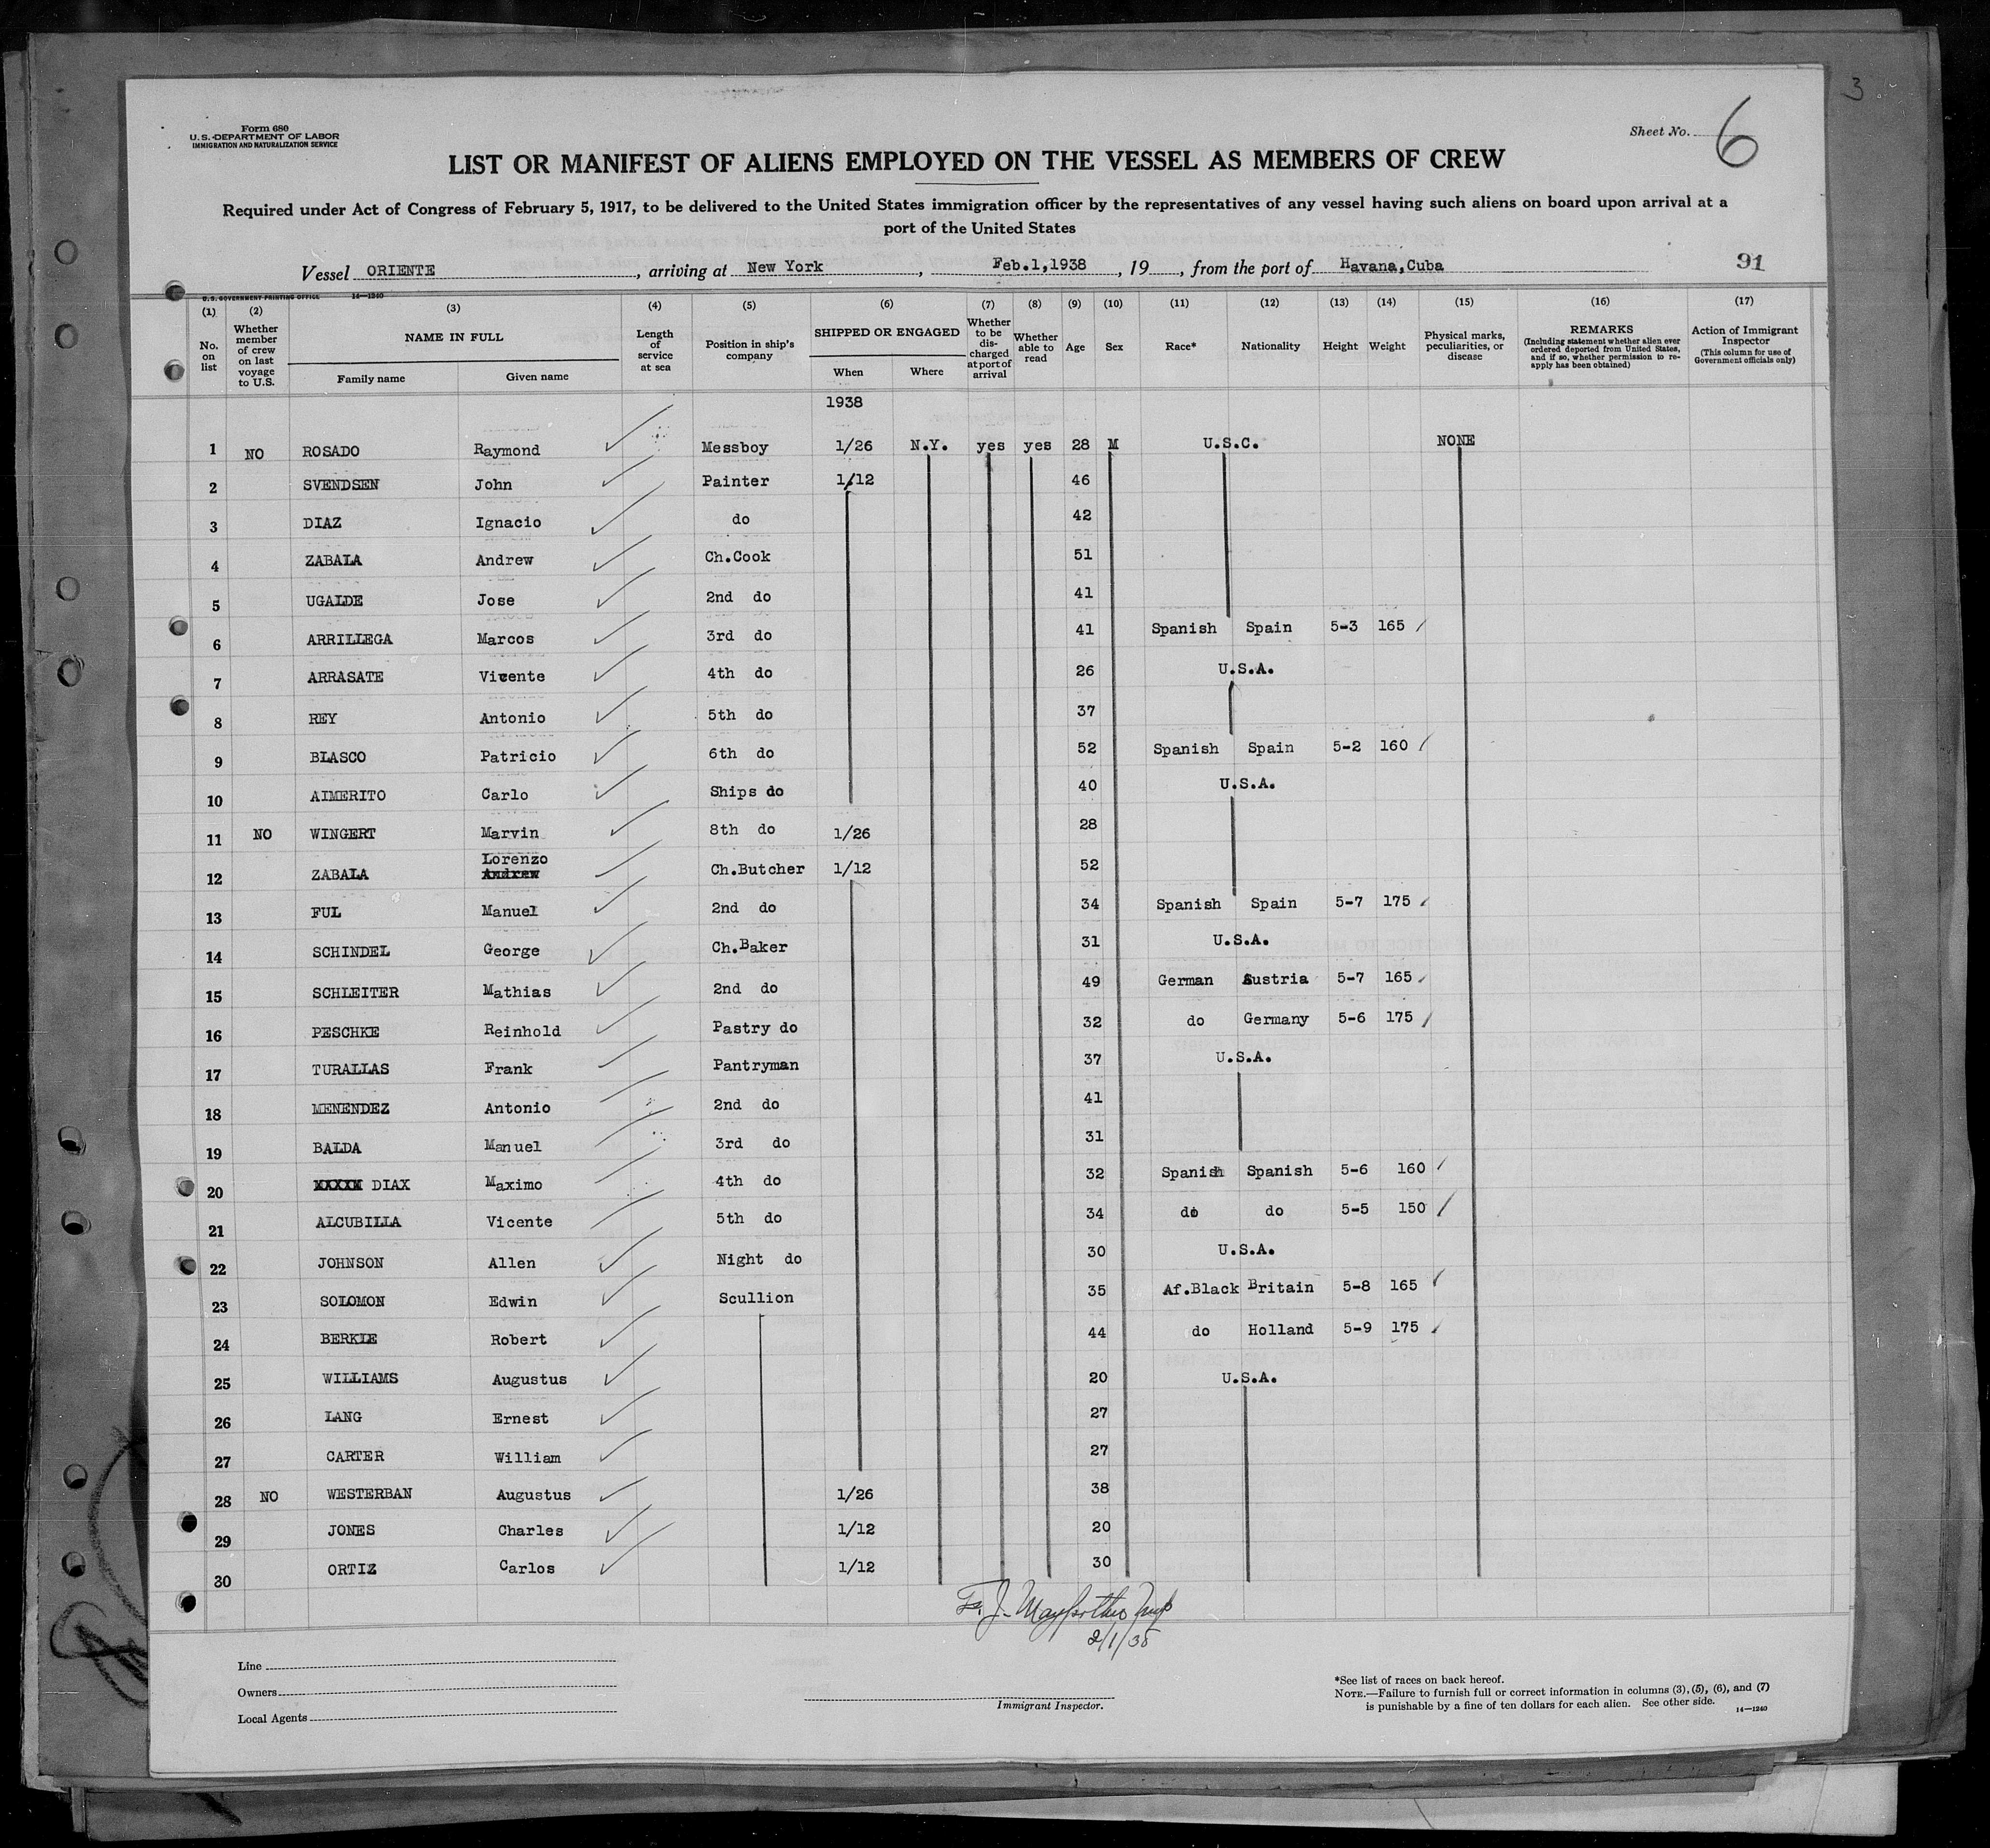 3
Form 680
U. S. DEPARTMENT OF LABOR
IMMIGRATION AND NATURALIZATION SERVICE
Sheet No. 6
LIST OR MANIFEST OF ALIENS EMPLOYED ON THE VESSEL AS MEMBERS OF CREW
Required under Act of Congress of February 5, 1917, to be delivered to the United States immigration officer by the representatives of any vessel having such aliens on board upon arrival at a
port of the United States
Vessel ORIENTE, arriving at New York, Feb.1,1938, 19, from the port of Havana,Cuba 91
U. S. GOVERNMENT PRINTING OFFICE 14—1240
(1) No. on list (2) Whether member of crew on last voyage to U.S. (3) NAME IN FULL Family name Given name (4) Length of service at sea (5) Position in ship's company (6) SHIPPED OR ENGAGED When Where (7) Whether to be discharged at port of arrival (8) Whether able to read (9) Age (10) Sex (11) Race* (12) Nationality (13) Height (14) Weight (15) Physical marks, peculiarities, or disease (16) REMARKS (Including statement whether alien ever ordered deported from United States, and if so, whether permission to reapply has been obtained) (17) Action of Immigrant Inspector (This column for use of Government officials only)
1938
1 NO ROSADO Raymond Messboy 1/26 N.Y. yes yes 28 M U.S.C. NONE
2 SVENDSEN John Painter 1/12 46
3 DIAZ Ignacio do 42
4 ZABALA Andrew Ch.Cook 51
5 UGALDE Jose 2nd do 41
6 ARRILLEGA Marcos 3rd do 41 Spanish Spain 5-3 165
7 ARRASATE Vicente 4th do 26 U.S.A.
8 REY Antonio 5th do 37
9 BLASCO Patricio 6th do 52 Spanish Spain 5-2 160
10 AIMERITO Carlo Ships do 40 U.S.A.
11 NO WINGERT Marvin 8th do 1/26 28
12 ZABALA Lorenzo Andrew Ch.Butcher 1/12 52
13 FUL Manuel 2nd do 34 Spanish Spain 5-7 175
14 SCHINDEL George Ch.Baker 31 U.S.A.
15 SCHLEITER Mathias 2nd do 49 German Austria 5-7 165
16 PESCHKE Reinhold Pastry do 32 do Germany 5-6 175
17 TURALLAS Frank Pantryman 37 U.S.A.
18 MENENDEZ Antonio 2nd do 41
19 BALDA Manuel 3rd do 31
20 XXXXX DIAX Maximo 4th do 32 Spanish Spanish 5-6 160
21 ALCUBILLA Vicente 5th do 34 do do 5-5 150
22 JOHNSON Allen Night do 30 U.S.A.
23 SOLOMON Edwin Scullion 35 Af.Black Britain 5-8 165
24 BERKIE Robert 44 do Holland 5-9 175
25 WILLIAMS Augustus 20 U.S.A.
26 LANG Ernest 27
27 CARTER William 27
28 NO WESTERBAN Augustus 1/26 38
29 JONES Charles 1/12 20
30 ORTIZ Carlos 1/12 30
2/1/38
Line
Owners
Local Agents
Immigrant Inspector.
*See list of races on back hereof.
NOTE.—Failure to furnish full or correct information in columns (3), (5), (6), and (7)
is punishable by a fine of ten dollars for each alien. See other side.
14—1240